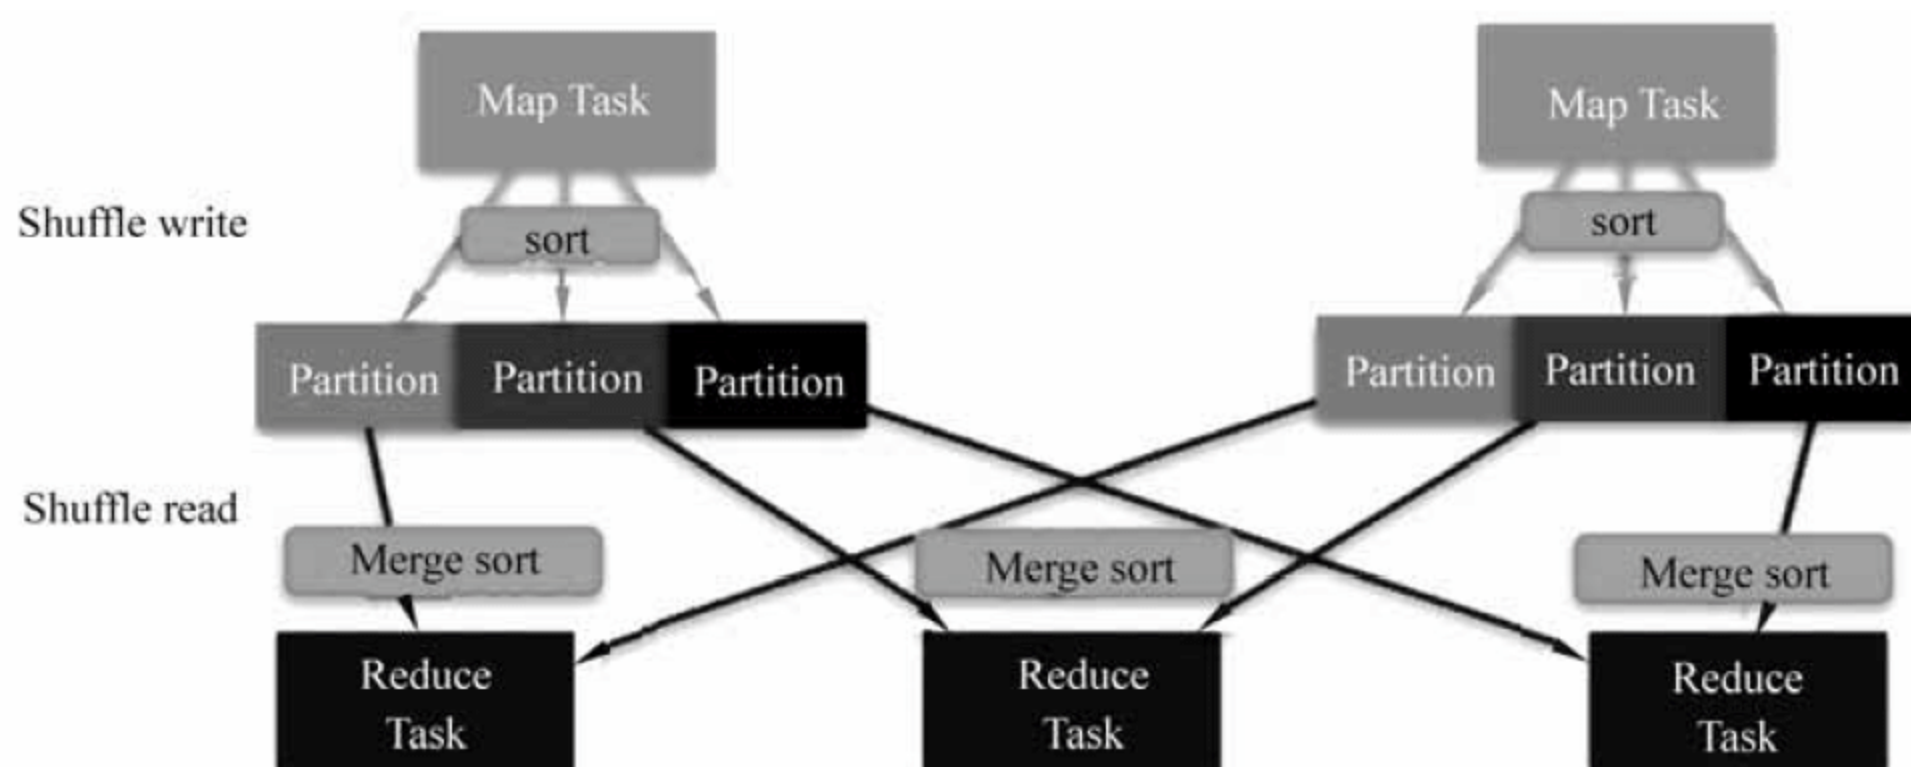 Map Task
Map Task
Shuffle write
sort
sort
Partition
Partition
Partition
Partition
Partition
Partition
Shuffle read
Merge sort
Merge sort
Merge sort
Reduce
Task
Reduce
Task
Reduce
Task